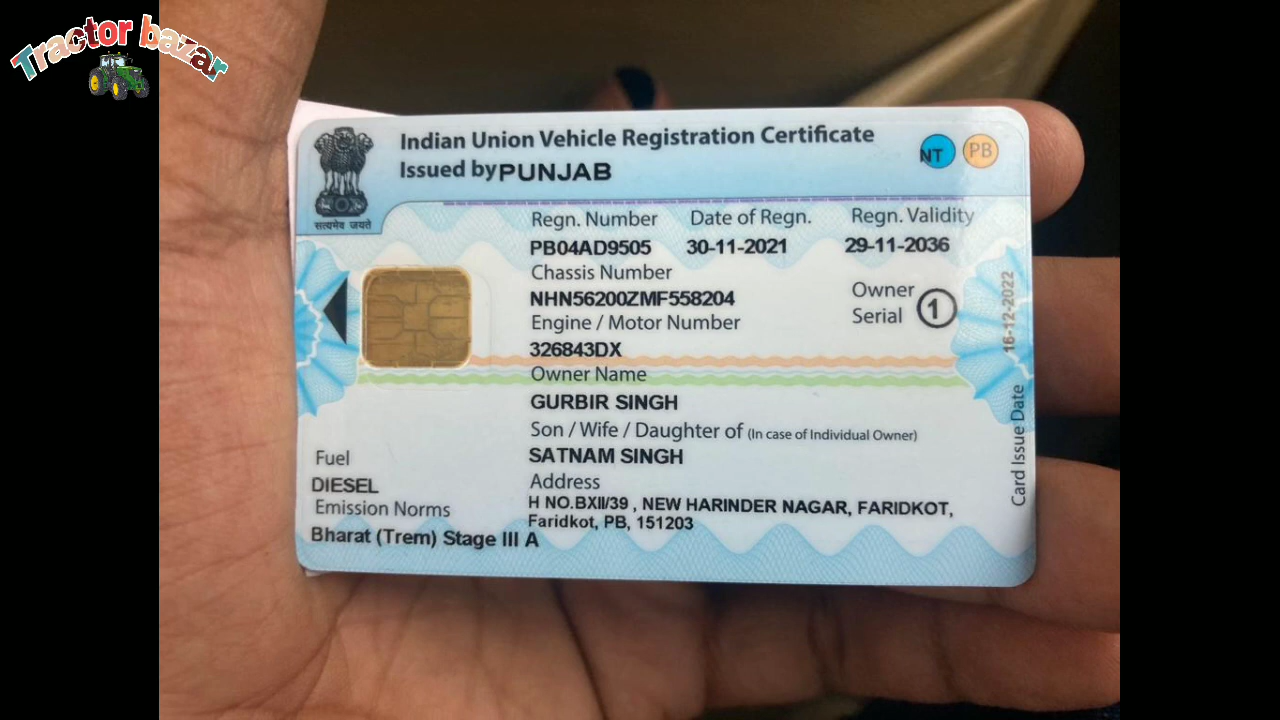 Tractor bazar
Indian Union Vehicle Registration Certificate
Issued by PUNJAB
NT PB
सत्यमेव जयते
Regn. Number Date of Regn. Regn. Validity
PB04AD9505 30-11-2021 29-11-2036
Chassis Number
NHN56200ZMF558204
Owner Serial 1
Engine / Motor Number
326843DX
Owner Name
GURBIR SINGH
Son / Wife / Daughter of (In case of Individual Owner)
SATNAM SINGH
Fuel
DIESEL
Emission Norms
Bharat (Trem) Stage III A
Address
H NO.BXII/39 , NEW HARINDER NAGAR, FARIDKOT,
Faridkot, PB, 151203
Card Issue Date 16-12-2022